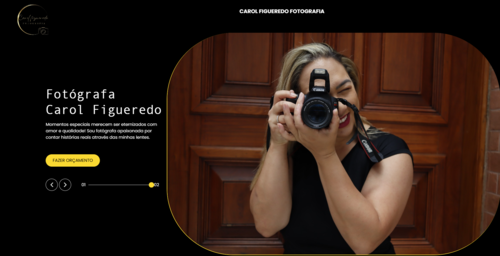 CAROL FIGUEREDO FOTOGRAFIA
Fotógrafa
Carol Figueredo
Momentos especiais merecem ser eternizados com
amor e qualidade! Sou fotógrafa apaixonada por
contar histórias reais através das minhas lentes.
FAZER ORÇAMENTO
01
02